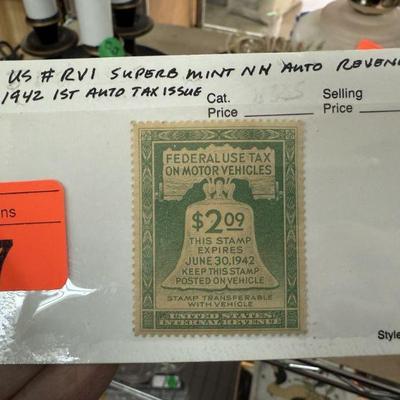 US # RV1 SUPERB MINT NH AUTO REVEN
1942 1ST AUTO TAX ISSUE
Cat.
Price
Selling
Price
ns
FEDERAL USE TAX
ON MOTOR VEHICLES
$2.09
THIS STAMP
EXPIRES
JUNE 30, 1942
KEEP THIS STAMP
POSTED ON VEHICLE
STAMP TRANSFERABLE
WITH VEHICLE
UNITED STATES
INTERNAL REVENUE
Style